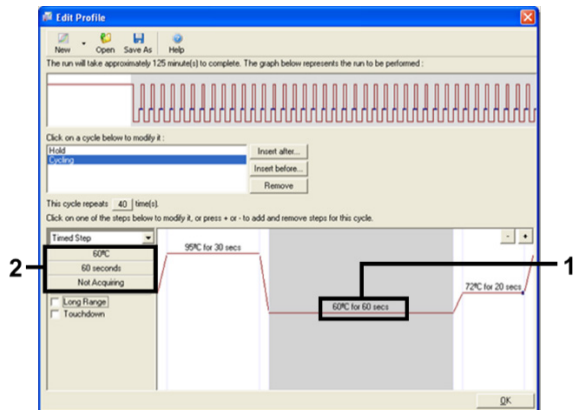 Edit Profile
New Open Save As Help
The run will take approximately 125 minute(s) to complete. The graph below represents the run to be performed :
Click on a cycle below to modify it :
Hold
Cycling
Insert after...
Insert before...
Remove
This cycle repeats 40 time(s).
Click on one of the steps below to modify it, or press + or - to add and remove steps for this cycle.
Timed Step
- +
60ºC
60 seconds
Not Acquiring
2
Long Range
Touchdown
95ºC for 30 secs
60ºC for 60 secs
1
72ºC for 20 secs
OK